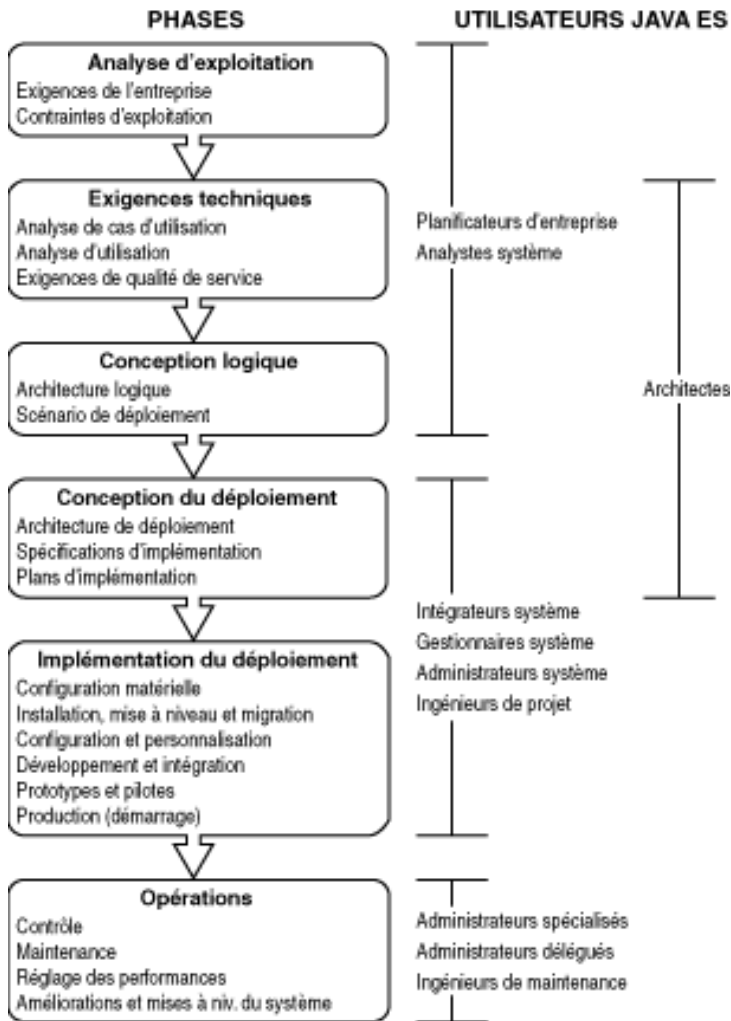 PHASES
UTILISATEURS JAVA ES
Analyse d'exploitation
Exigences de l'entreprise
Contraintes d'exploitation
Exigences techniques
Analyse de cas d'utilisation
Analyse d'utilisation
Exigences de qualité de service
Planificateurs d'entreprise
Analystes système
Conception logique
Architecture logique
Scénario de déploiement
Architectes
Conception du déploiement
Architecture de déploiement
Spécifications d'implémentation
Plans d'implémentation
Intégrateurs système
Gestionnaires système
Administrateurs système
Ingénieurs de projet
Implémentation du déploiement
Configuration matérielle
Installation, mise à niveau et migration
Configuration et personnalisation
Développement et intégration
Prototypes et pilotes
Production (démarrage)
Opérations
Contrôle
Maintenance
Réglage des performances
Améliorations et mises à niv. du système
Administrateurs spécialisés
Administrateurs délégués
Ingénieurs de maintenance